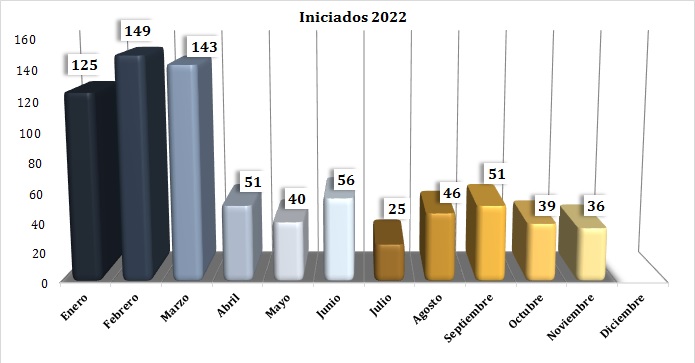 Iniciados 2022
160
140
120
100
80
60
40
20
0
125
149
143
51
40
56
25
46
51
39
36
Enero
Febrero
Marzo
Abril
Mayo
Junio
Julio
Agosto
Septiembre
Octubre
Noviembre
Diciembre